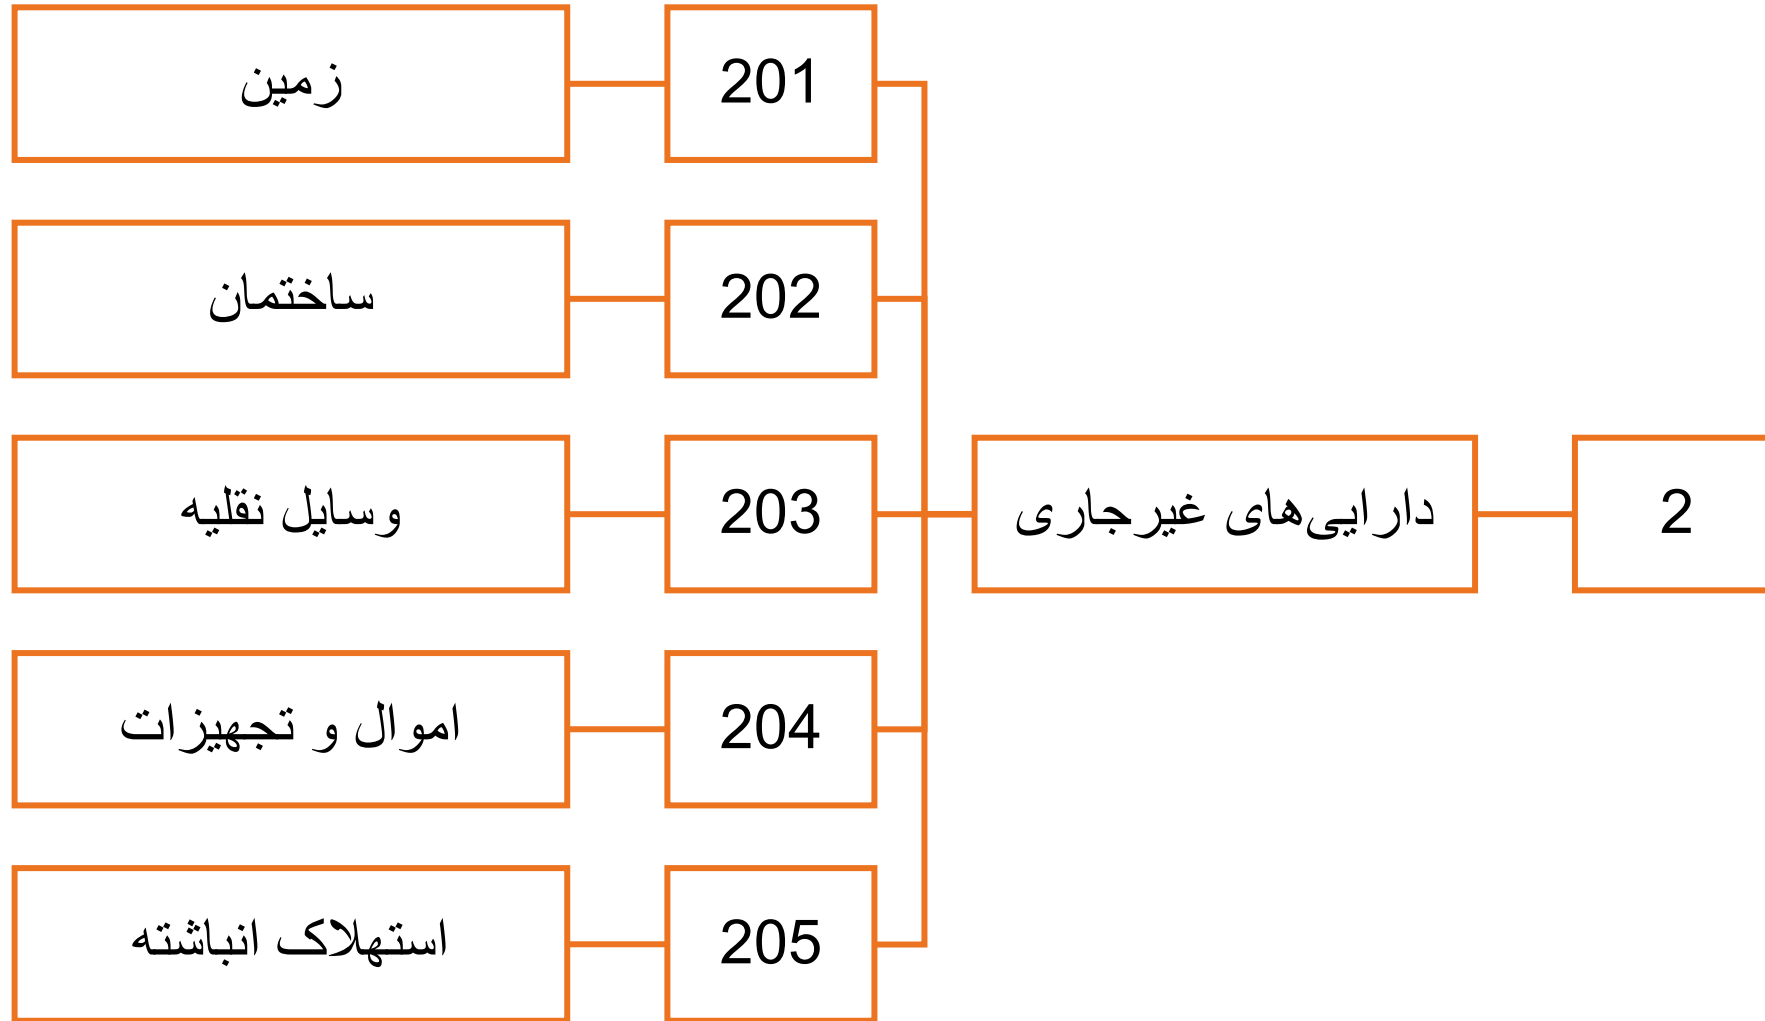 2
دارایی‌های غیرجاری
201
زمین
202
ساختمان
203
وسایل نقلیه
204
اموال و تجهیزات
205
استهلاک انباشته